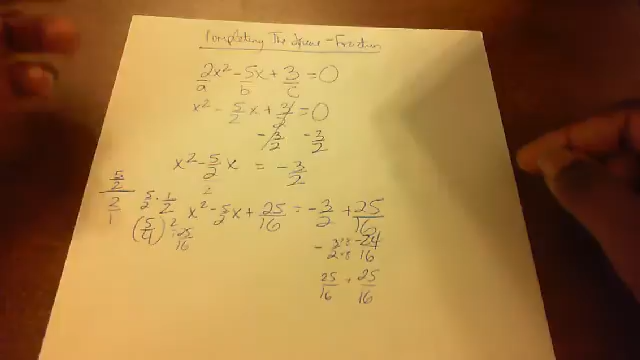 Completing The Square - Fraction
2x² - 5x + 3 = 0
a b c
x² - 5/2 x + 3/2 = 0
- 3/2 - 3/2
x² - 5/2 x = - 3/2
5/2
2/1
5/2 · 1/2
x² - 5/2 x + 25/16 = - 3/2 + 25/16
(5/4)² = 25/16
-24/16
25/16 + 25/16